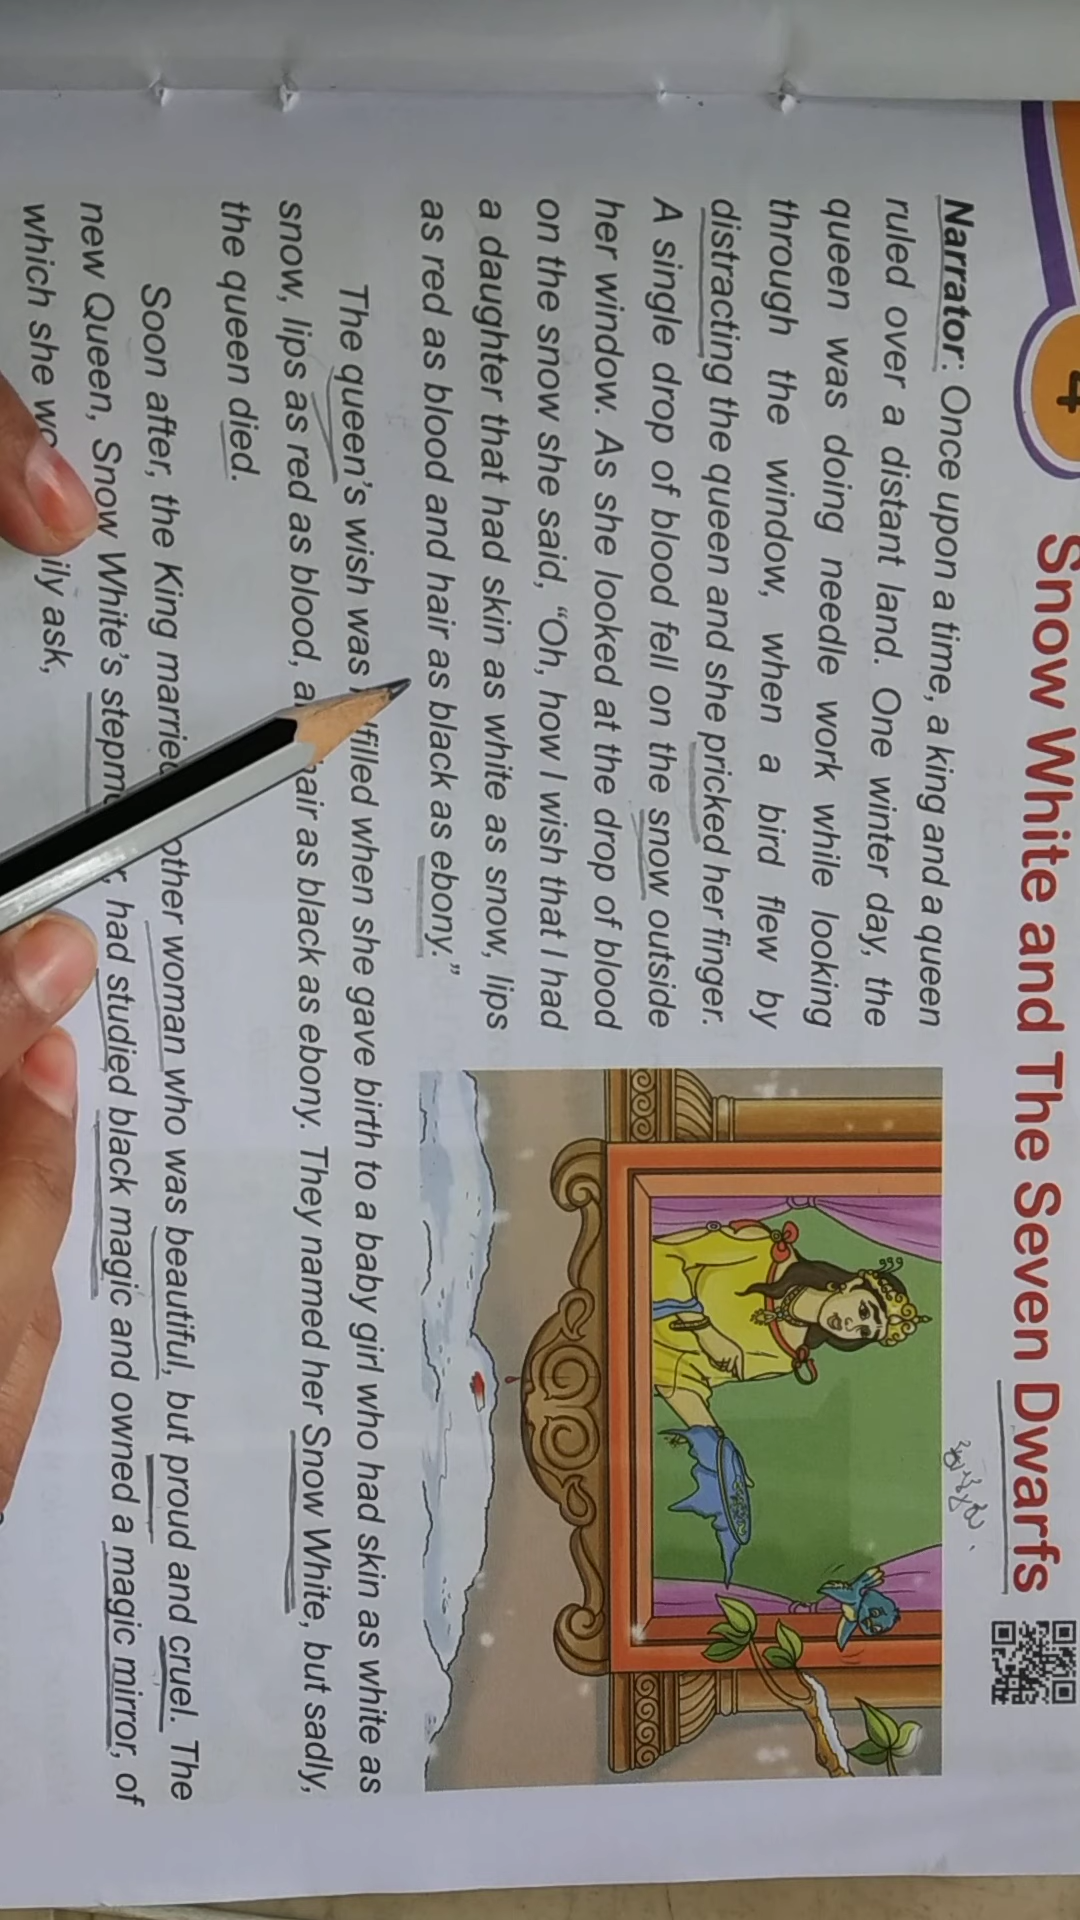 4
Snow White and The Seven Dwarfs
Narrator: Once upon a time, a king and a queen
ruled over a distant land. One winter day, the
queen was doing needle work while looking
through the window, when a bird flew by
distracting the queen and she pricked her finger.
A single drop of blood fell on the snow outside
her window. As she looked at the drop of blood
on the snow she said, "Oh, how I wish that I had
a daughter that had skin as white as snow, lips
as red as blood and hair as black as ebony."
The queen's wish was when she gave birth to a baby girl who had skin as white as
snow, lips as red as blood, hair as black as ebony. They named her Snow White, but sadly,
the queen died.
Soon after, the King married woman who was beautiful, but proud and cruel. The
new Queen, Snow White's had studied black magic and owned a magic mirror, of
which she ask,